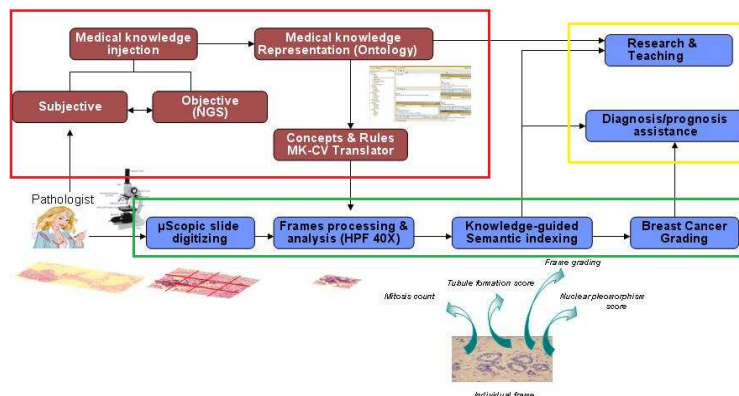 Medical knowledge
injection
Medical knowledge
Representation (Ontology)
Research &
Teaching
Subjective
Objective
(NGS)
Concepts & Rules
MK-CV Translator
Diagnosis/prognosis
assistance
Pathologist
µScopic slide
digitizing
Frames processing &
analysis (HPF 40X)
Knowledge-guided
Semantic indexing
Breast Cancer
Grading
Frame grading
Tubule formation score
Mitosis count
Nuclear pleomorphism
score
Individual frame